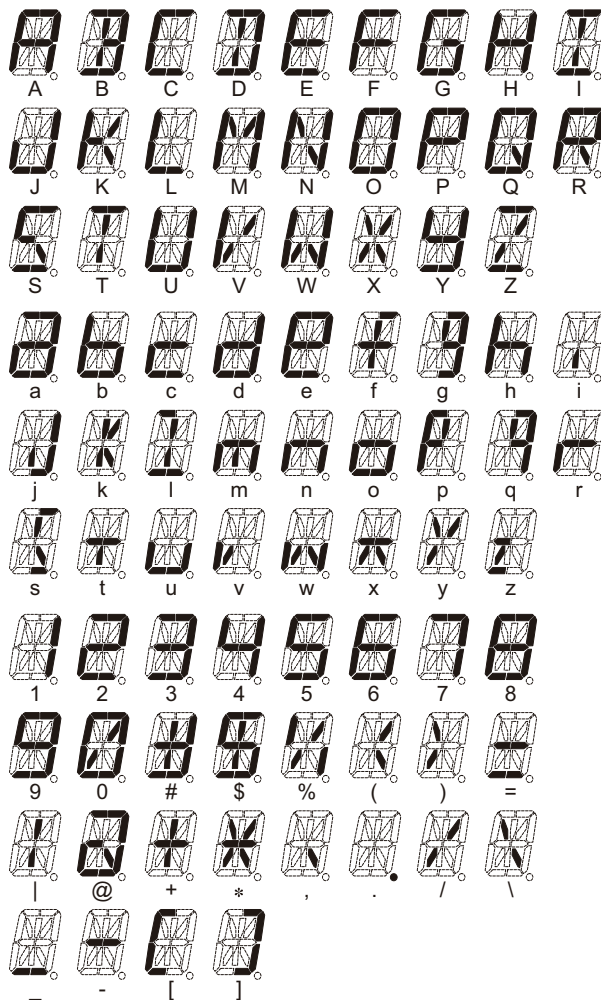 A B C D E F G H I
J K L M N O P Q R
S T U V W X Y Z
a b c d e f g h i
j k l m n o p q r
s t u v w x y z
1 2 3 4 5 6 7 8
9 0 # $ % ( ) =
| @ + * , . / \
_ - [ ]